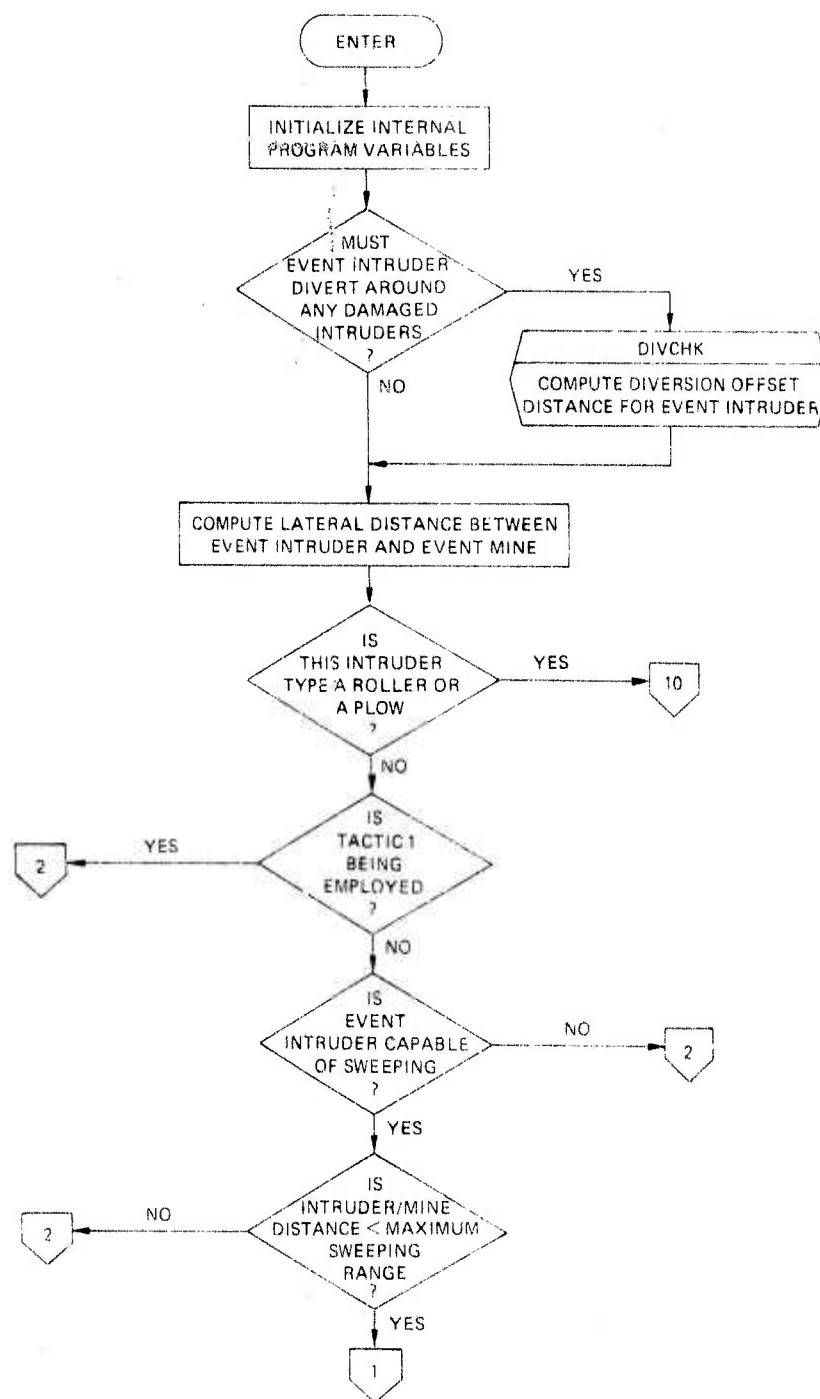 ENTER
INITIALIZE INTERNAL
PROGRAM VARIABLES
MUST
EVENT INTRUDER
DIVERT AROUND
ANY DAMAGED
INTRUDERS
?
YES
NO
DIVCHK
COMPUTE DIVERSION OFFSET
DISTANCE FOR EVENT INTRUDER
COMPUTE LATERAL DISTANCE BETWEEN
EVENT INTRUDER AND EVENT MINE
IS
THIS INTRUDER
TYPE A ROLLER OR
A PLOW
?
YES
10
NO
IS
TACTIC 1
BEING
EMPLOYED
?
YES
2
NO
IS
EVENT
INTRUDER CAPABLE
OF SWEEPING
?
NO
2
YES
IS
INTRUDER/MINE
DISTANCE < MAXIMUM
SWEEPING
RANGE
?
NO
2
YES
1